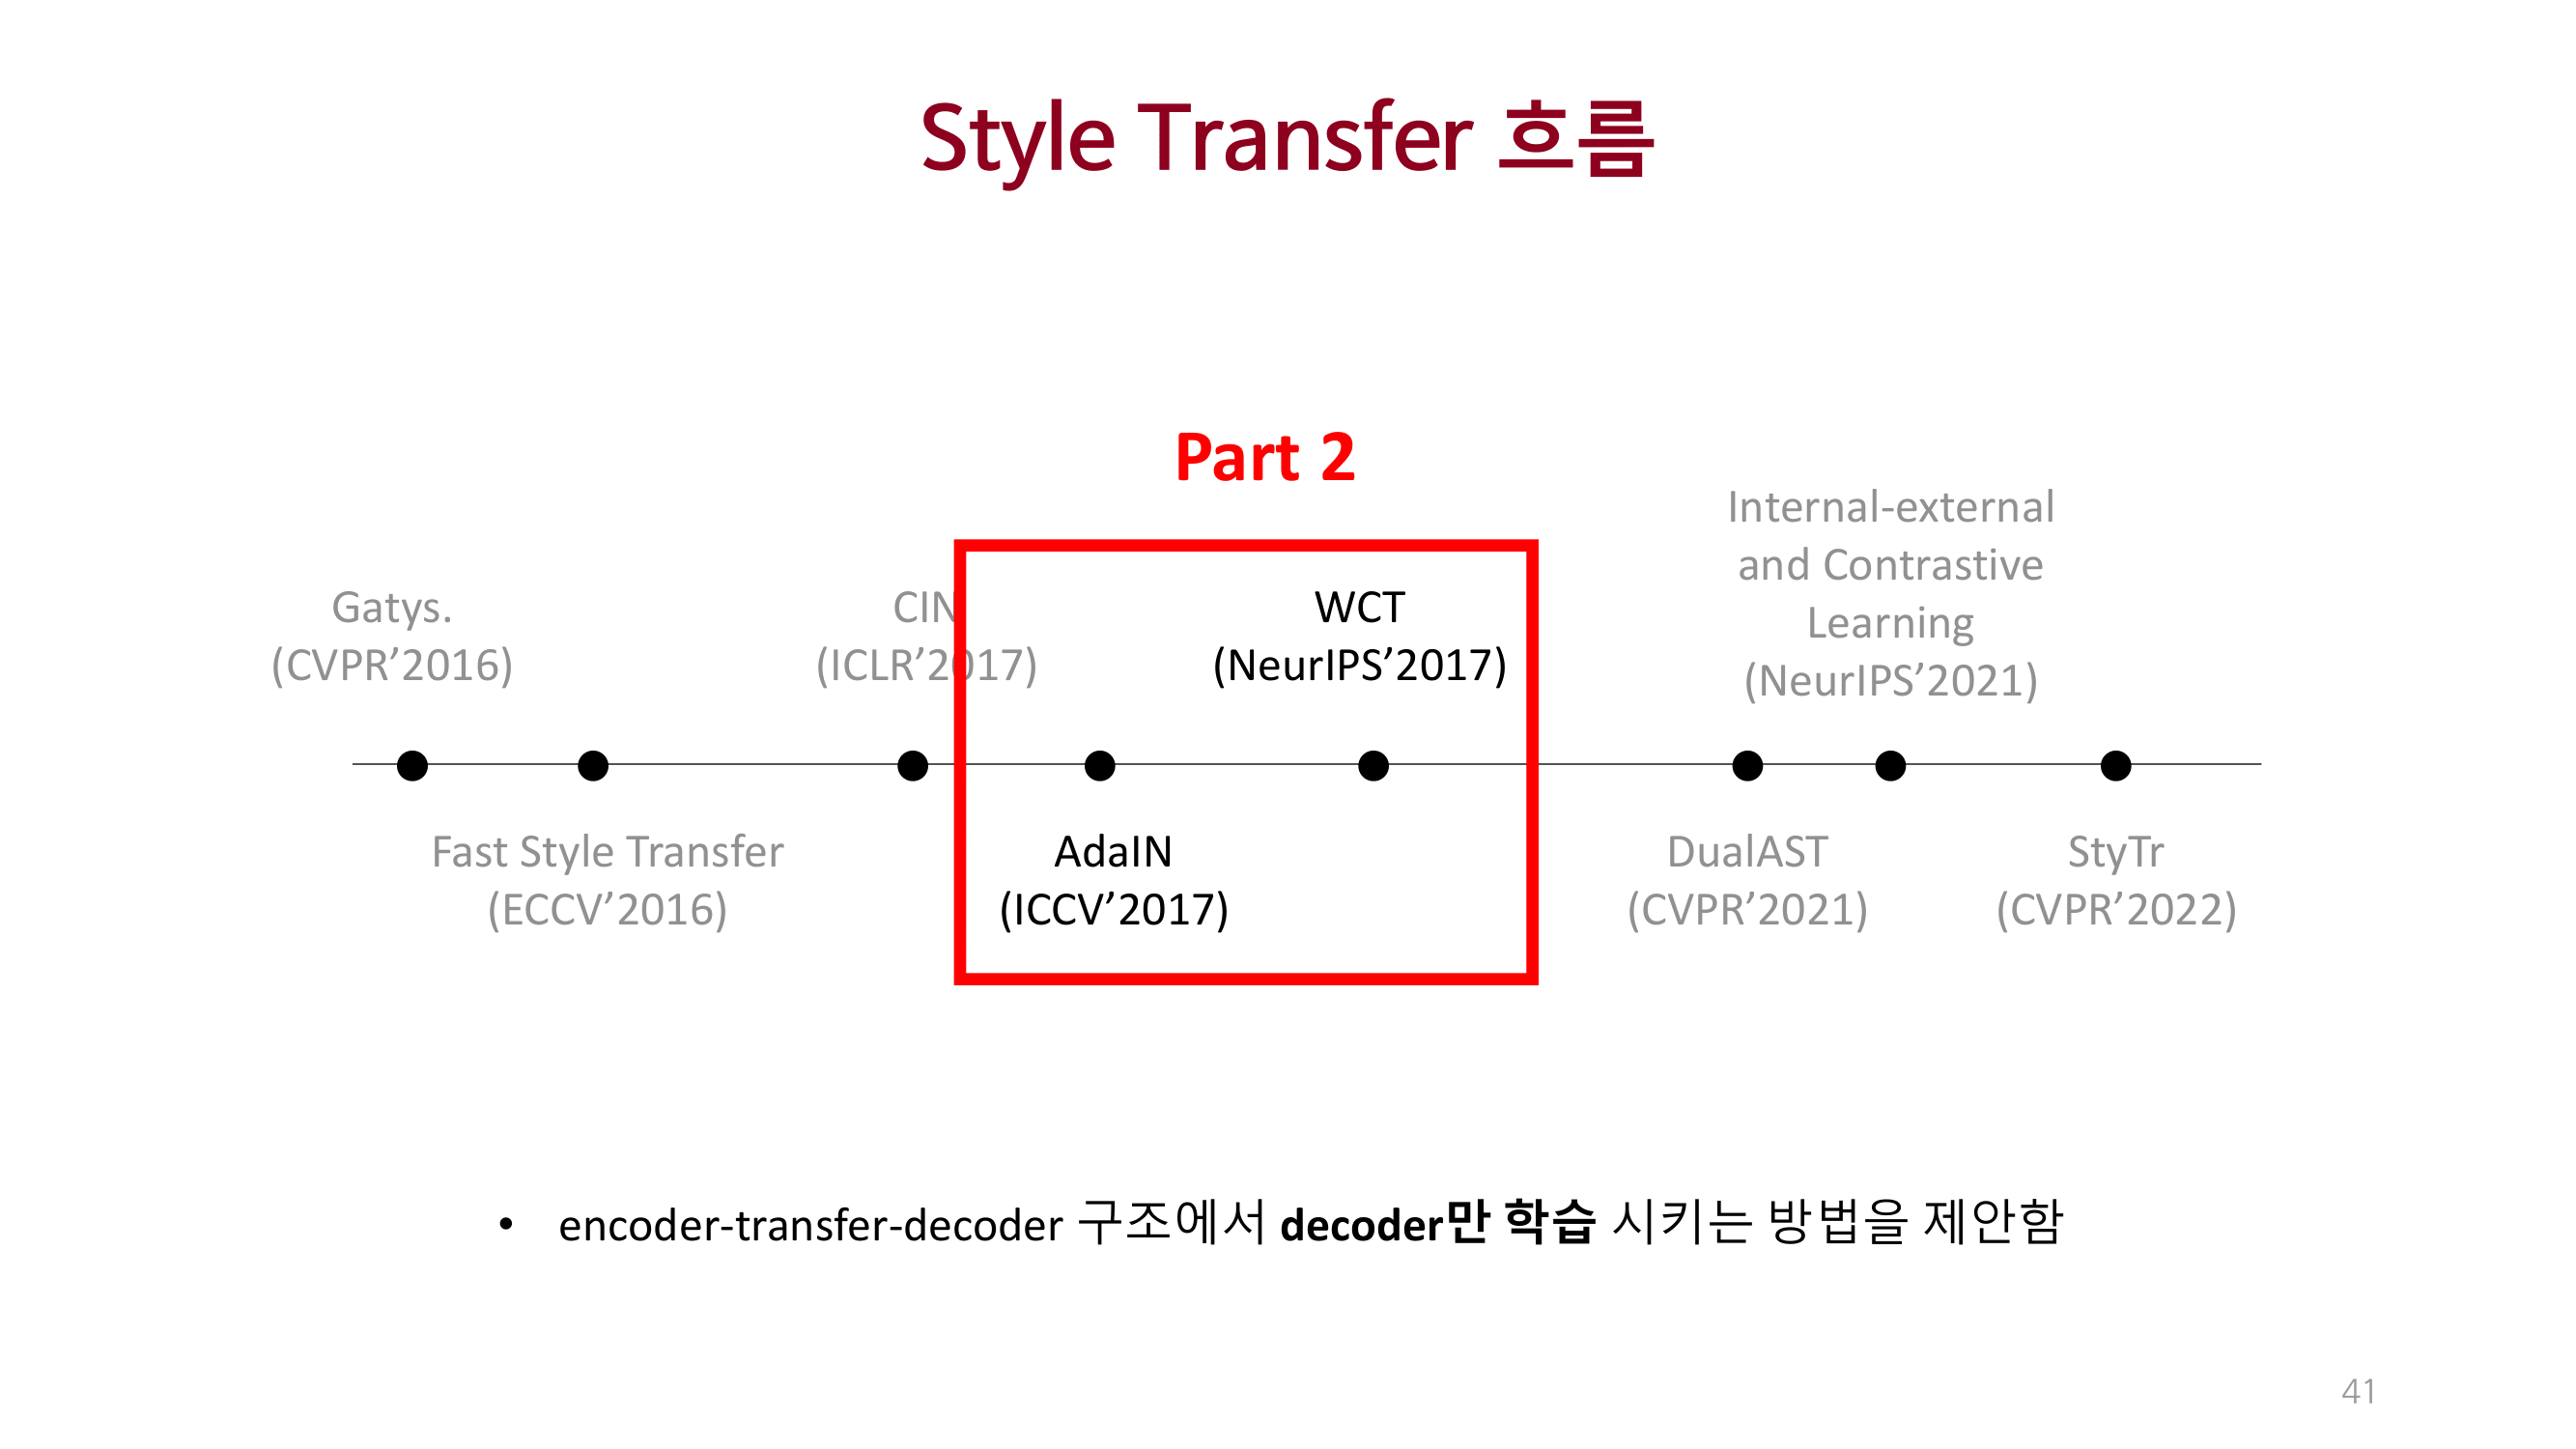 Style Transfer 흐름
Part 2
Gatys.
(CVPR’2016)
CIN
(ICLR’2017)
WCT
(NeurIPS’2017)
Internal-external
and Contrastive
Learning
(NeurIPS’2021)
Fast Style Transfer
(ECCV’2016)
AdaIN
(ICCV’2017)
DualAST
(CVPR’2021)
StyTr
(CVPR’2022)
• encoder-transfer-decoder 구조에서 decoder만 학습 시키는 방법을 제안함
41